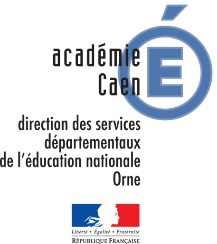 académie
Caen
É
direction des services
départementaux
de l'éducation nationale
Orne
Liberté • Égalité • Fraternité
RÉPUBLIQUE FRANÇAISE